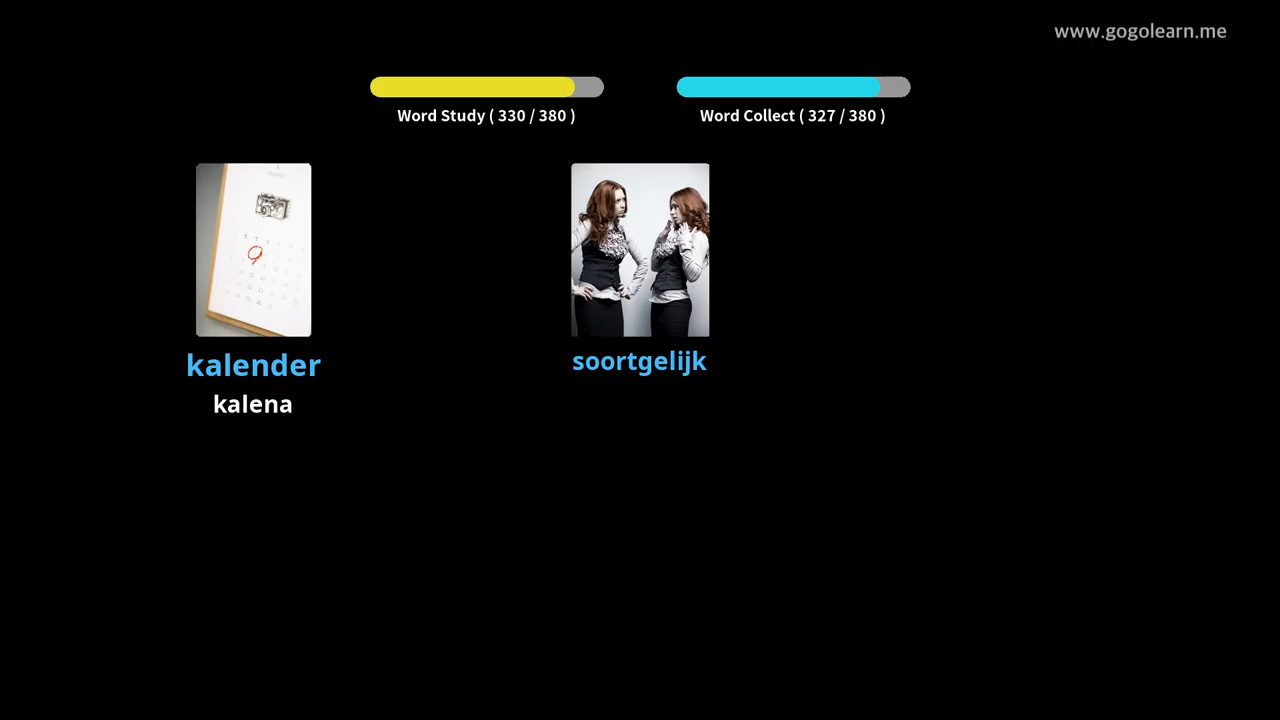 www.gogolearn.me
Word Study ( 330 / 380 )
Word Collect ( 327 / 380 )
kalender
kalena
soortgelijk